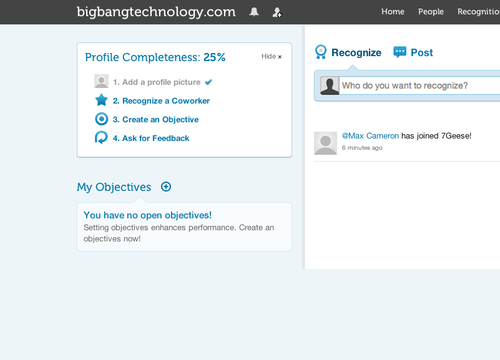 bigbangtechnology.com
Home People Recognitio
Profile Completeness: 25%
Hide ×
1. Add a profile picture
2. Recognize a Coworker
3. Create an Objective
4. Ask for Feedback
My Objectives
You have no open objectives!
Setting objectives enhances performance. Create an
objectives now!
Recognize Post
Who do you want to recognize?
@Max Cameron has joined 7Geese!
6 minutes ago